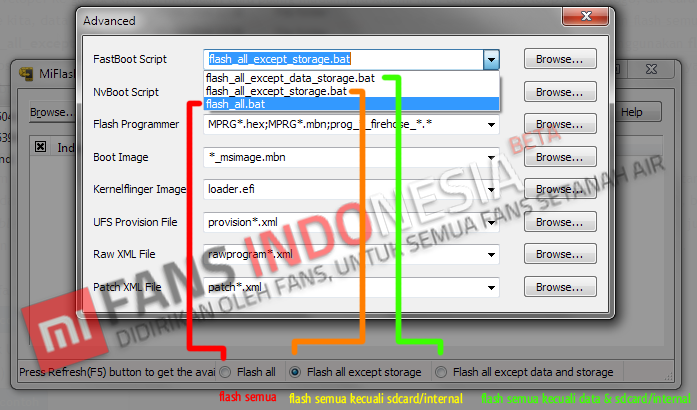 Advanced
FastBoot Script
flash_all_except_storage.bat
Browse...
flash_all_except_data_storage.bat
flash_all_except_storage.bat
flash_all.bat
NvBoot Script
Browse...
Flash Programmer
MPRG*.hex;MPRG*.mbn;prog_*_firehose_*.*
Browse...
Boot Image
*_msimage.mbn
Browse...
Kernelflinger Image
loader.efi
Browse...
UFS Provision File
provision*.xml
Browse...
Raw XML File
rawprogram*.xml
Browse...
Patch XML File
patch*.xml
Browse...
MiFlash
Browse...
Help
Ind
MI FANS INDONESIA BETA
DIDIRIKAN OLEH FANS, UNTUK SEMUA FANS SETANAH AIR
Press Refresh(F5) button to get the avai
Flash all
Flash all except storage
Flash all except data and storage
flash semua
flash semua kecuali sdcard/internal
flash semua kecuali data & sdcard/internal